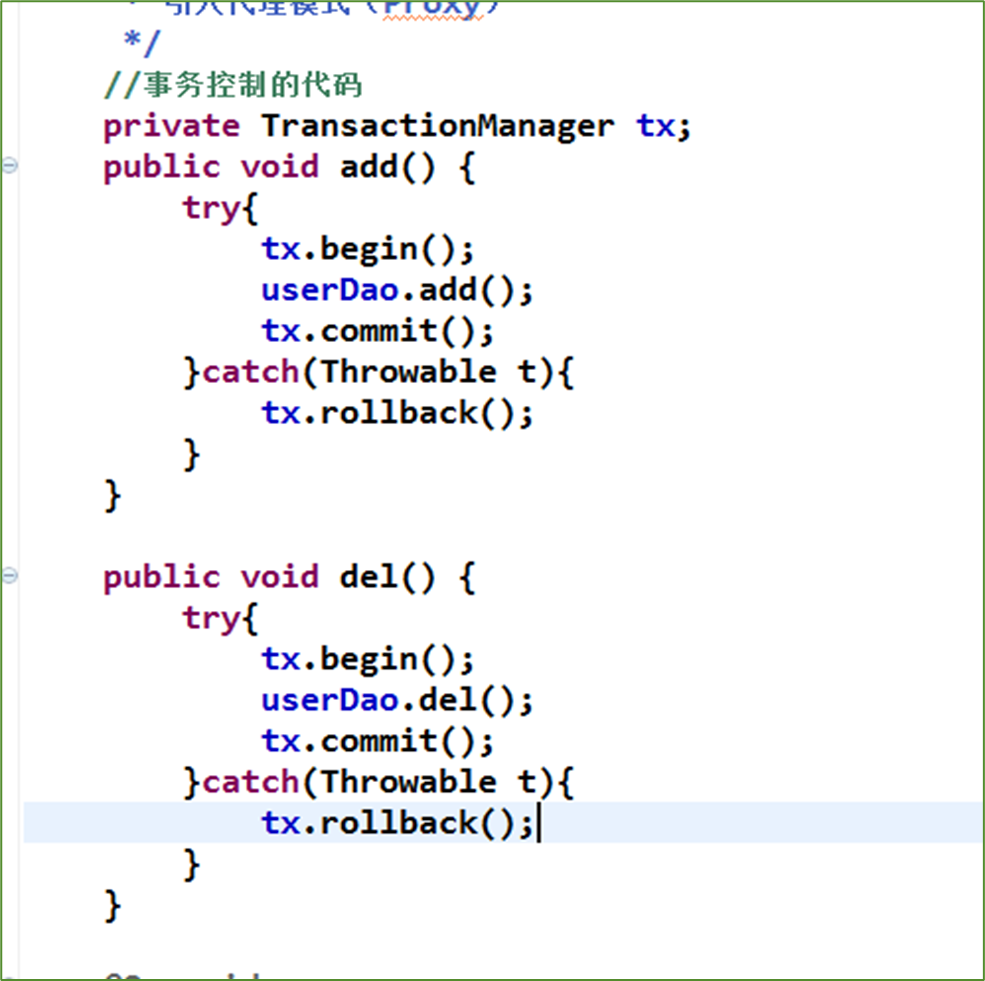 * 引入代理模式（Proxy）
*/
//事务控制的代码
private TransactionManager tx;
public void add() {
try{
tx.begin();
userDao.add();
tx.commit();
}catch(Throwable t){
tx.rollback();
}
}
public void del() {
try{
tx.begin();
userDao.del();
tx.commit();
}catch(Throwable t){
tx.rollback();
}
}